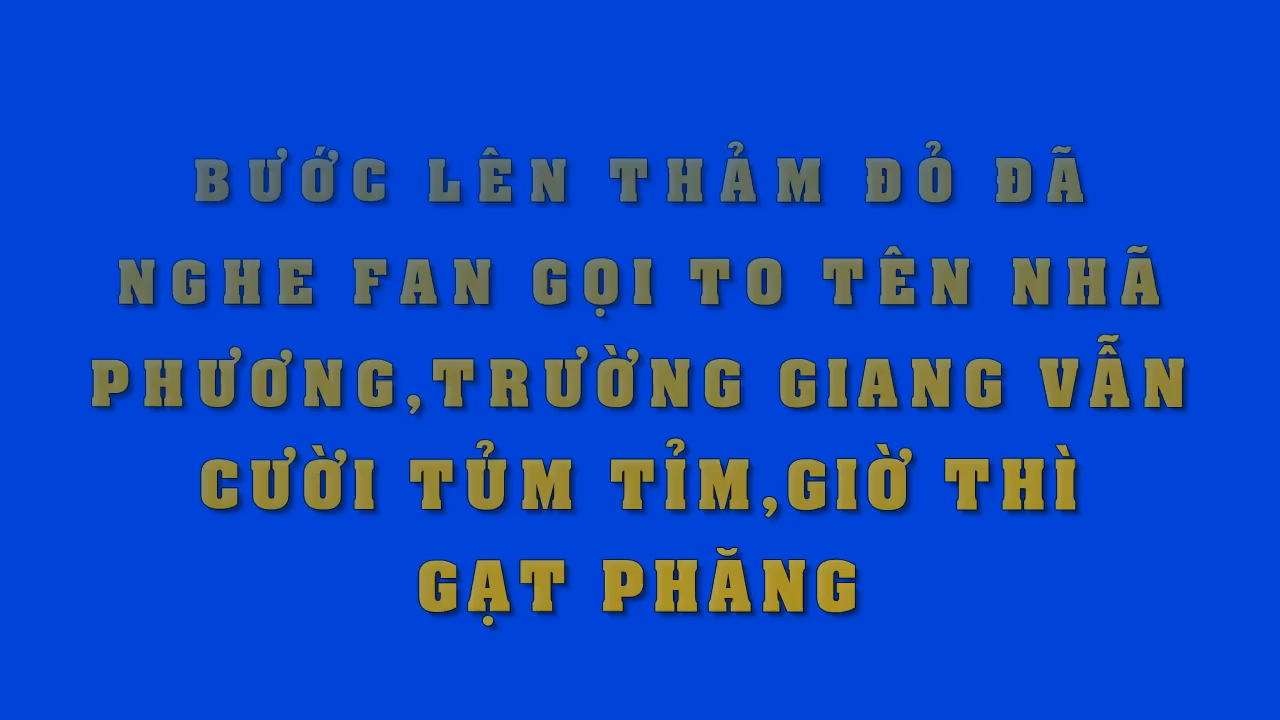 BƯỚC LÊN THẢM ĐỎ ĐÃ
NGHE FAN GỌI TO TÊN NHÃ
PHƯƠNG,TRƯỜNG GIANG VẪN
CƯỜI TỦM TỈM,GIỜ THÌ
GẠT PHĂNG